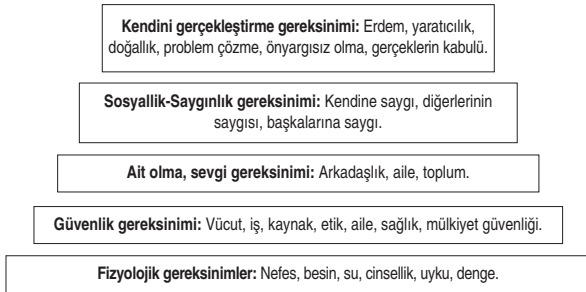 Kendini gerçekleştirme gereksinimi: Erdem, yaratıcılık,
doğallık, problem çözme, önyargısız olma, gerçeklerin kabulü.
Sosyallik-Saygınlık gereksinimi: Kendine saygı, diğerlerinin
saygısı, başkalarına saygı.
Ait olma, sevgi gereksinimi: Arkadaşlık, aile, toplum.
Güvenlik gereksinimi: Vücut, iş, kaynak, etik, aile, sağlık, mülkiyet güvenliği.
Fizyolojik gereksinimler: Nefes, besin, su, cinsellik, uyku, denge.